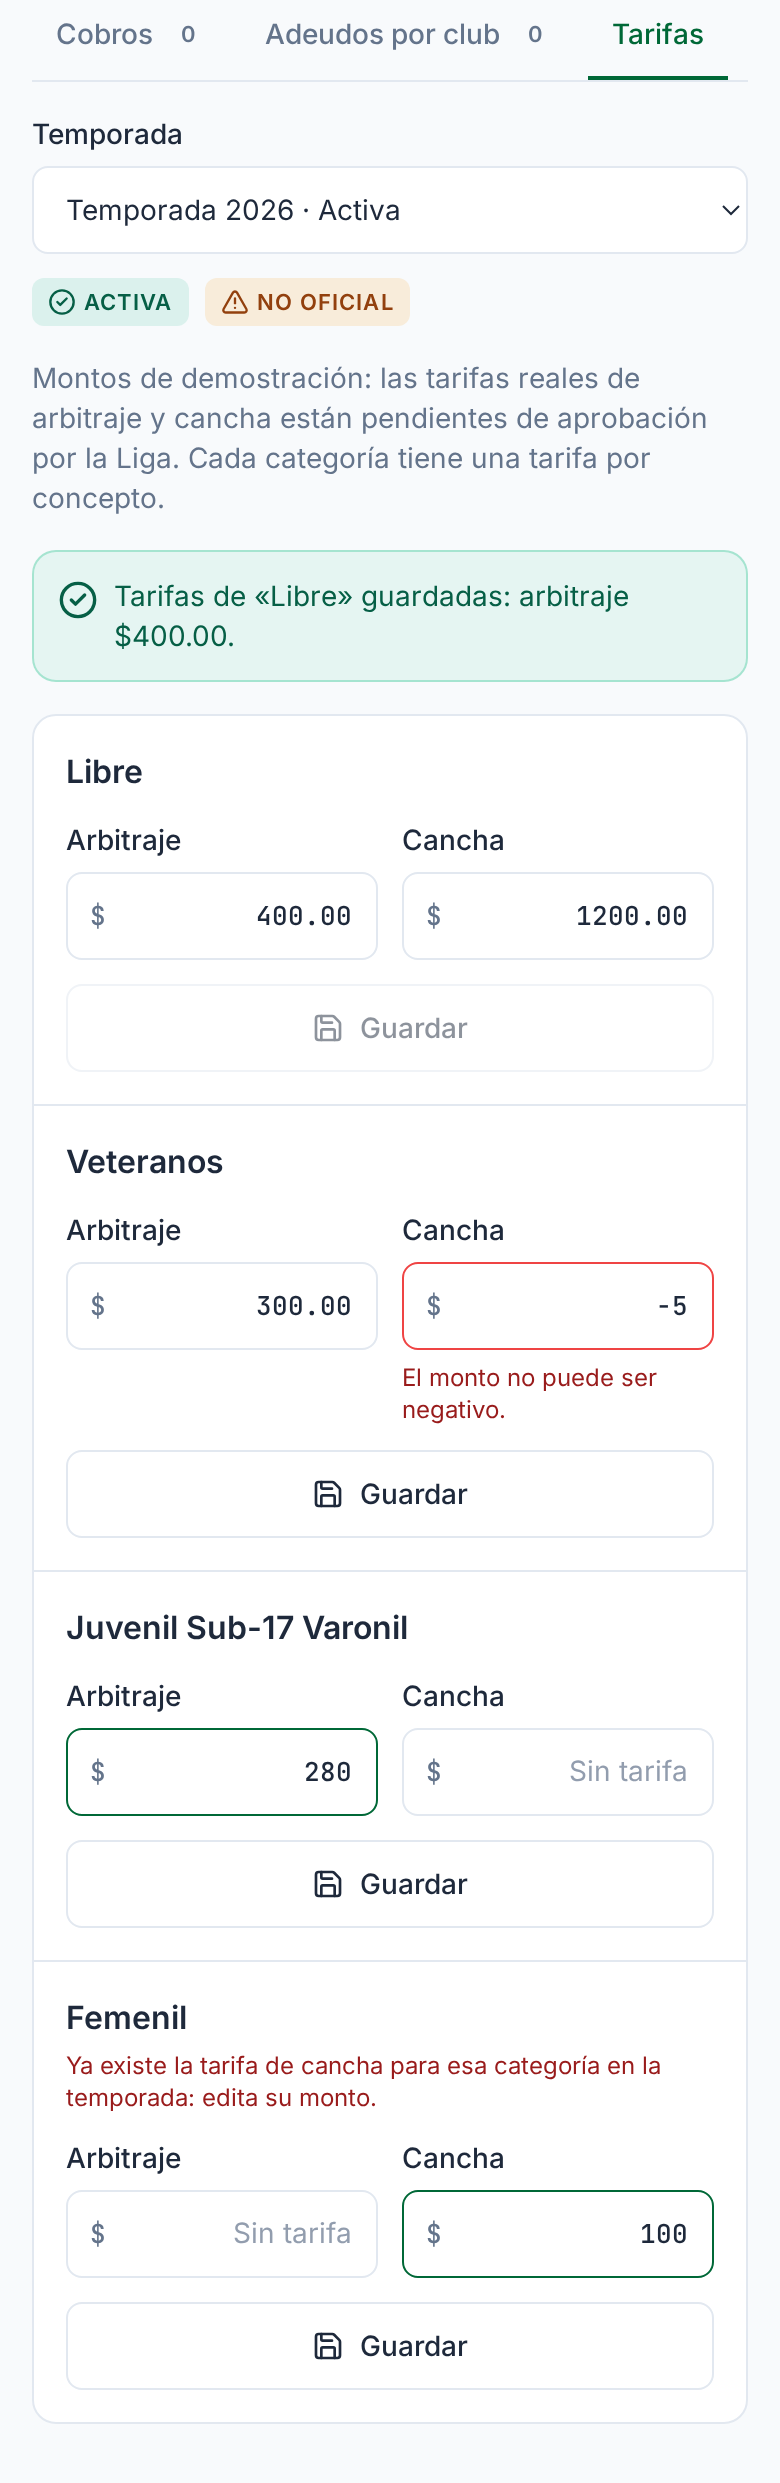 Cobros 0 Adeudos por club 0 Tarifas
Temporada
Temporada 2026 · Activa
ACTIVA NO OFICIAL
Montos de demostración: las tarifas reales de
arbitraje y cancha están pendientes de aprobación
por la Liga. Cada categoría tiene una tarifa por
concepto.
Tarifas de «Libre» guardadas: arbitraje
$400.00.
Libre
Arbitraje Cancha
$ 400.00 $ 1200.00
Guardar
Veteranos
Arbitraje Cancha
$ 300.00 $ -5
El monto no puede ser
negativo.
Guardar
Juvenil Sub-17 Varonil
Arbitraje Cancha
$ 280 $ Sin tarifa
Guardar
Femenil
Ya existe la tarifa de cancha para esa categoría en la
temporada: edita su monto.
Arbitraje Cancha
$ Sin tarifa $ 100
Guardar